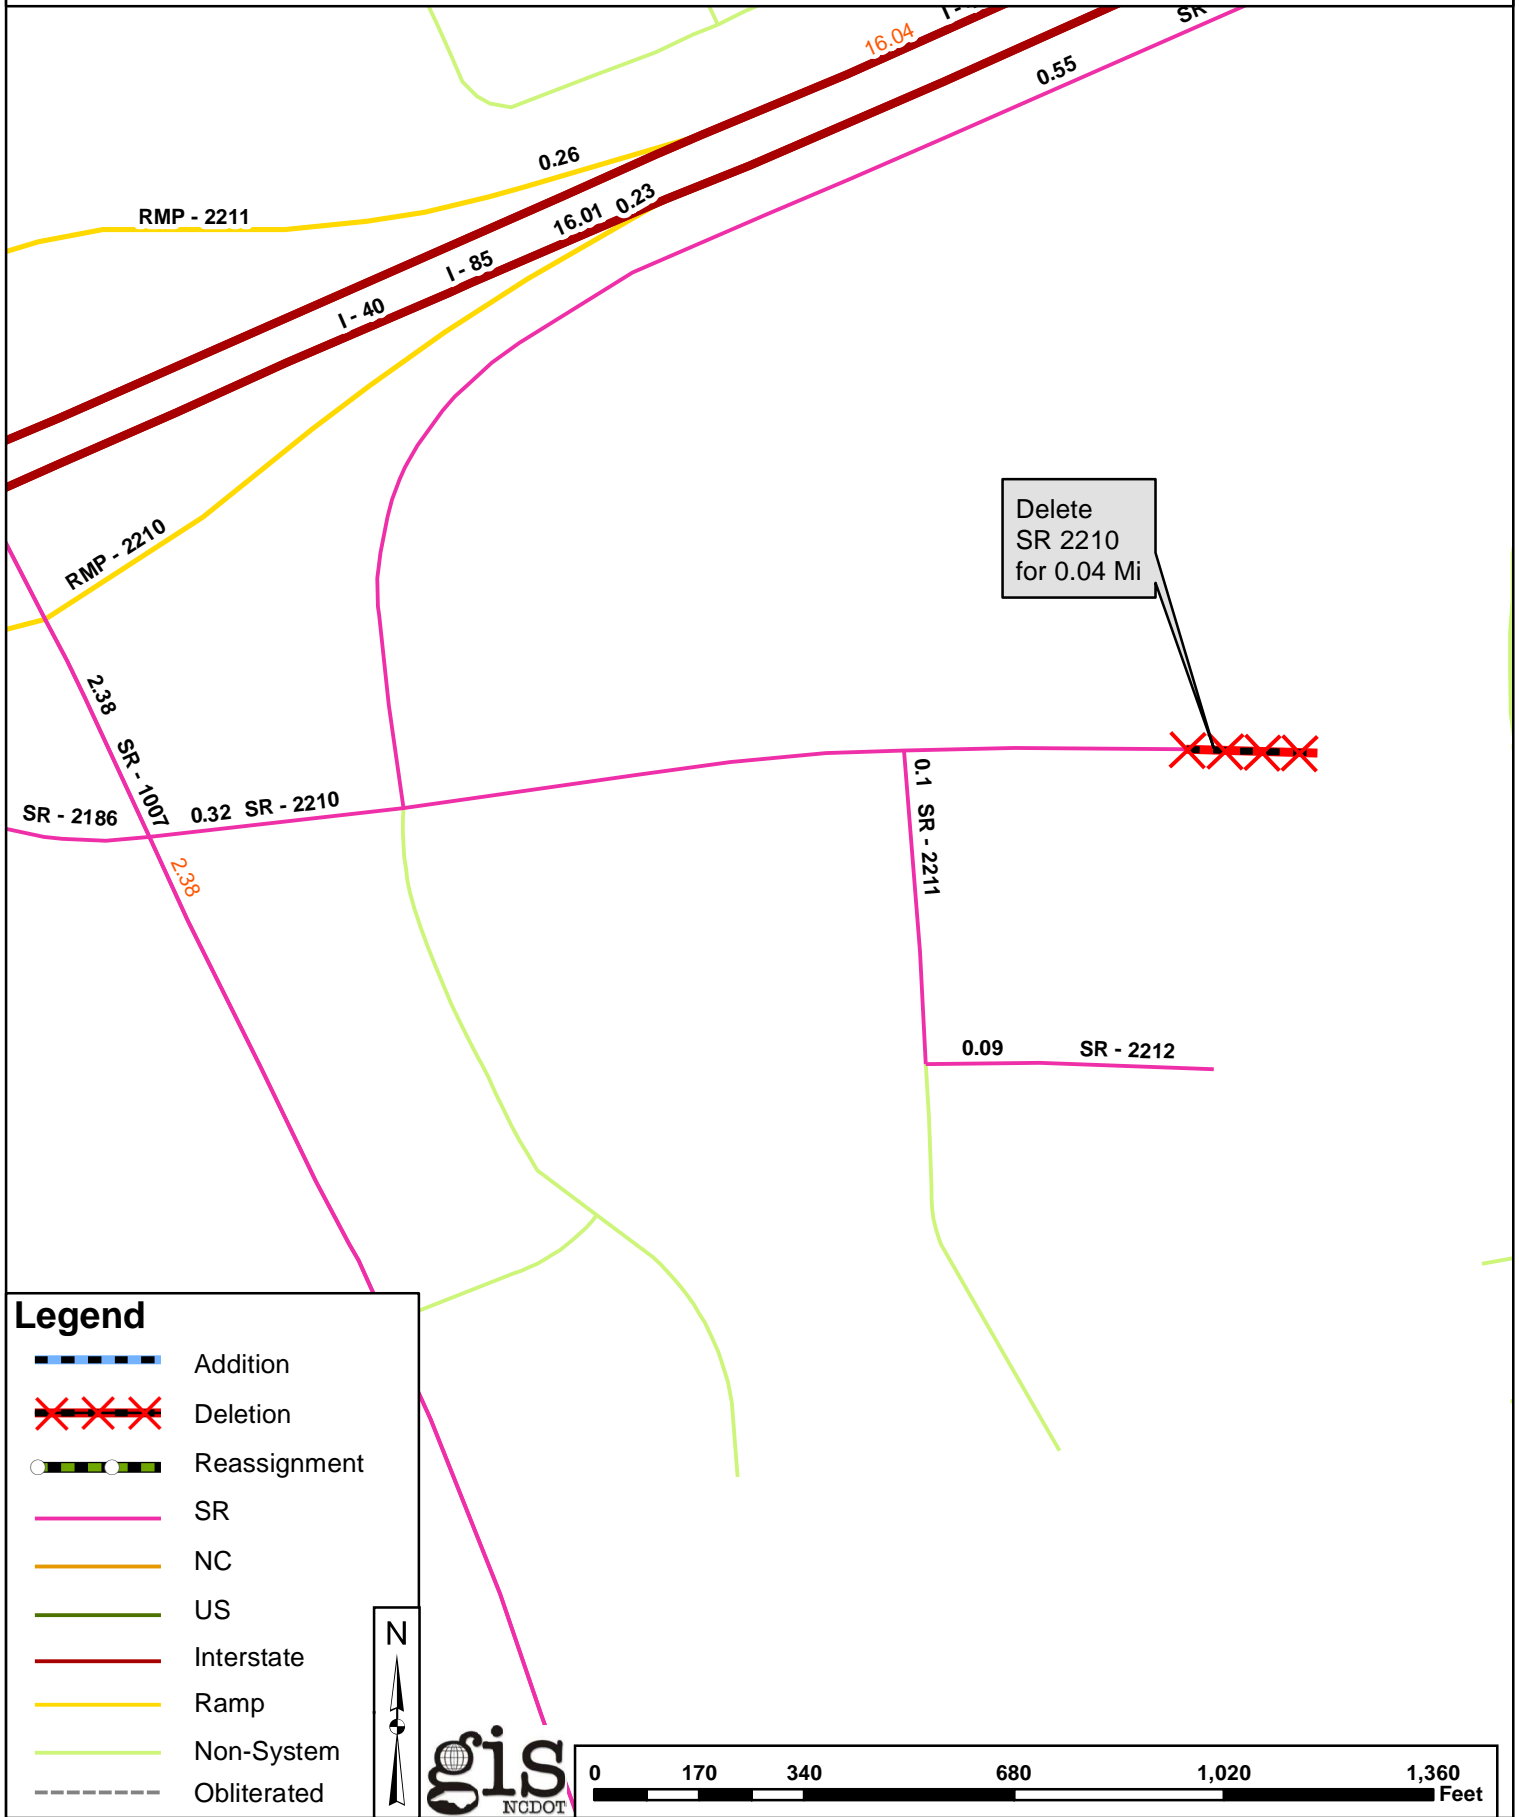 16.04
SR
0.55
0.26
RMP - 2211
16.01 0.23
I - 85
I - 40
Delete
SR 2210
for 0.04 Mi
RMP - 2210
2.38 SR - 1007
SR - 2186
0.32 SR - 2210
2.38
0.1 SR - 2211
0.09 SR - 2212
Legend
Addition
Deletion
Reassignment
SR
NC
US
Interstate
Ramp
Non-System
Obliterated
N
gis
NCDOT
0 170 340 680 1,020 1,360
Feet